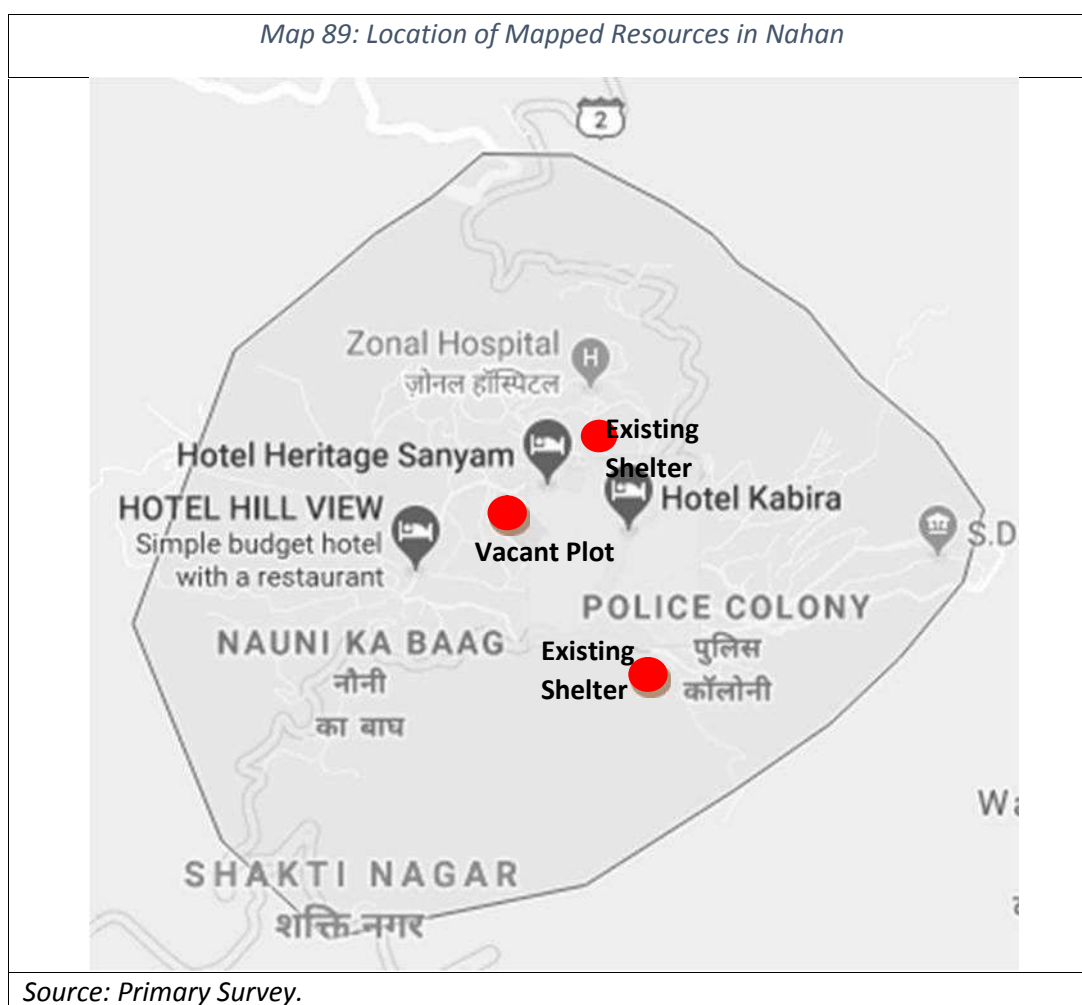 Map 89: Location of Mapped Resources in Nahan
2
Zonal Hospital
ज़ोनल हॉस्पिटल
H
Existing
Shelter
Hotel Heritage Sanyam
Hotel Kabira
HOTEL HILL VIEW
Simple budget hotel
with a restaurant
Vacant Plot
S.D
POLICE COLONY
पुलिस
कॉलोनी
NAUNI KA BAAG
नौनी
का बाघ
Existing
Shelter
SHAKTI NAGAR
शक्ति नगर
Source: Primary Survey.